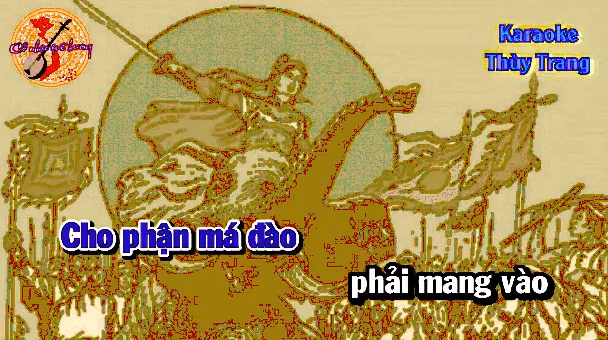 Karaoke
Thùy Trang
Cho phận má đào
phải mang vào